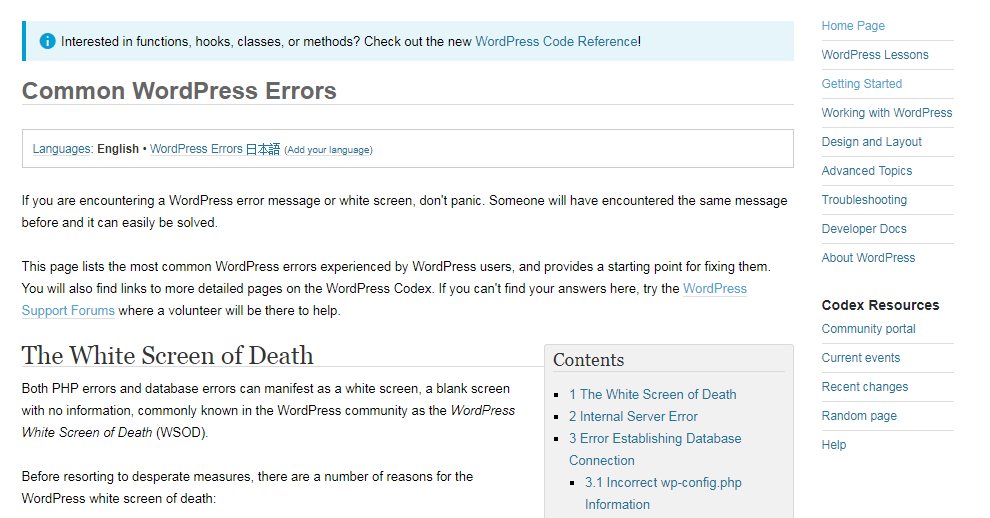 Interested in functions, hooks, classes, or methods? Check out the new WordPress Code Reference!
Common WordPress Errors
Languages: English • WordPress Errors 日本語 (Add your language)
If you are encountering a WordPress error message or white screen, don't panic. Someone will have encountered the same message
before and it can easily be solved.
This page lists the most common WordPress errors experienced by WordPress users, and provides a starting point for fixing them.
You will also find links to more detailed pages on the WordPress Codex. If you can't find your answers here, try the WordPress
Support Forums where a volunteer will be there to help.
The White Screen of Death
Both PHP errors and database errors can manifest as a white screen, a blank screen
with no information, commonly known in the WordPress community as the WordPress
White Screen of Death (WSOD).
Before resorting to desperate measures, there are a number of reasons for the
WordPress white screen of death:
Contents
1 The White Screen of Death
2 Internal Server Error
3 Error Establishing Database
Connection
3.1 Incorrect wp-config.php
Information
Home Page
WordPress Lessons
Getting Started
Working with WordPress
Design and Layout
Advanced Topics
Troubleshooting
Developer Docs
About WordPress
Codex Resources
Community portal
Current events
Recent changes
Random page
Help